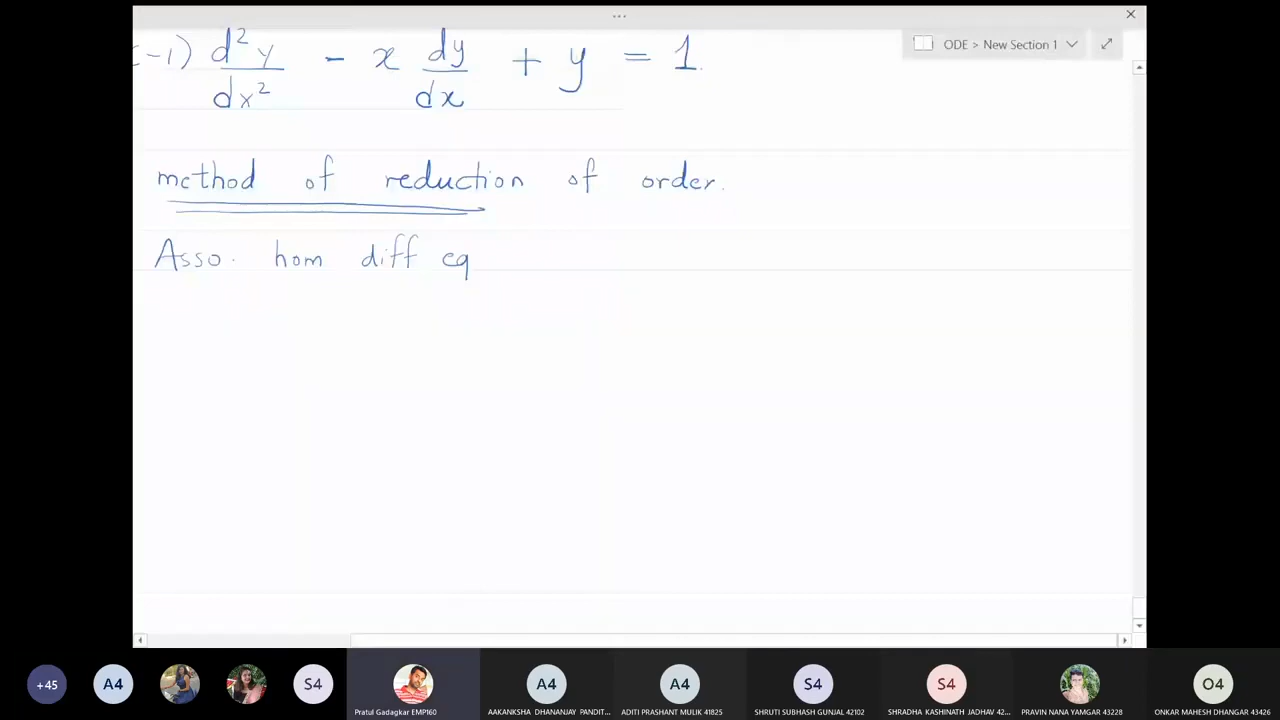 ...
ODE > New Section 1
-1) d²y/dx² - x dy/dx + y = 1.
method of reduction of order.
Asso. hom diff eq
+45
A4
S4
A4
A4
S4
S4
O4
Pratul Gadagkar EMP160
AAKANKSHA DHANANJAY PANDIT...
ADITI PRASHANT MULIK 41825
SHRUTI SUBHASH GUNJAL 42102
SHRADHA KASHINATH JADHAV 42...
PRAVIN NANA YAMGAR 43228
ONKAR MAHESH DHANGAR 43426